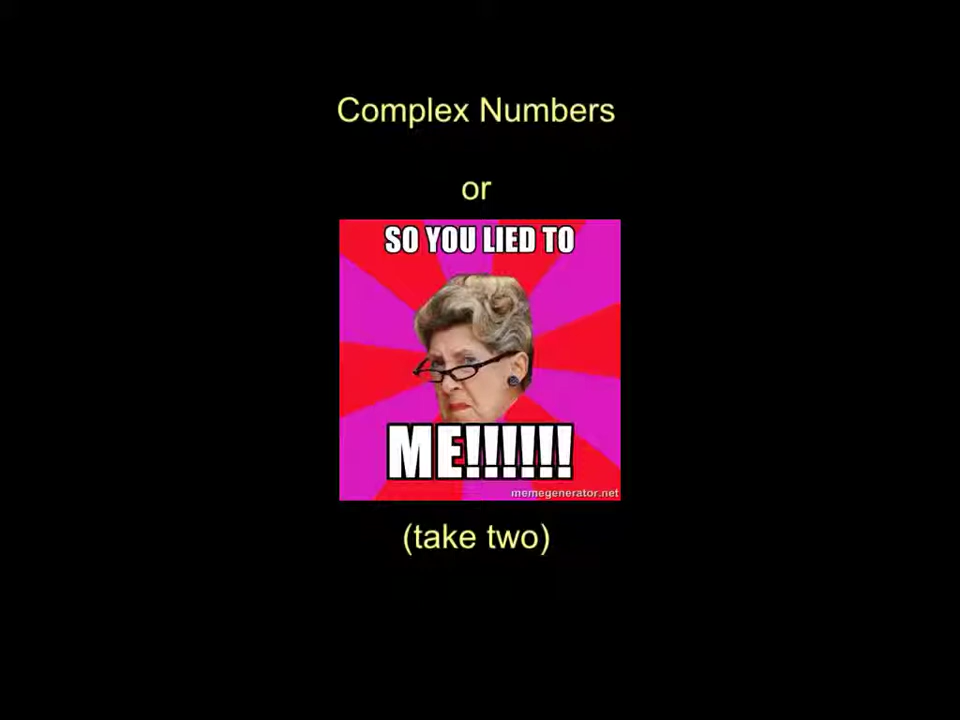 Complex Numbers
or
SO YOU LIED TO
ME!!!!!!
memegenerator.net
(take two)